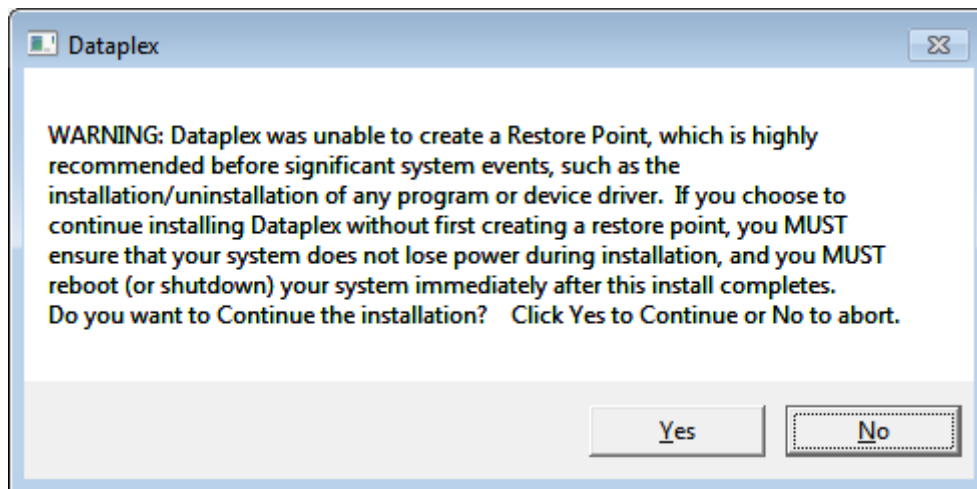 Dataplex
WARNING: Dataplex was unable to create a Restore Point, which is highly
recommended before significant system events, such as the
installation/uninstallation of any program or device driver.  If you choose to
continue installing Dataplex without first creating a restore point, you MUST
ensure that your system does not lose power during installation, and you MUST
reboot (or shutdown) your system immediately after this install completes.
Do you want to Continue the installation?    Click Yes to Continue or No to abort.
Yes No